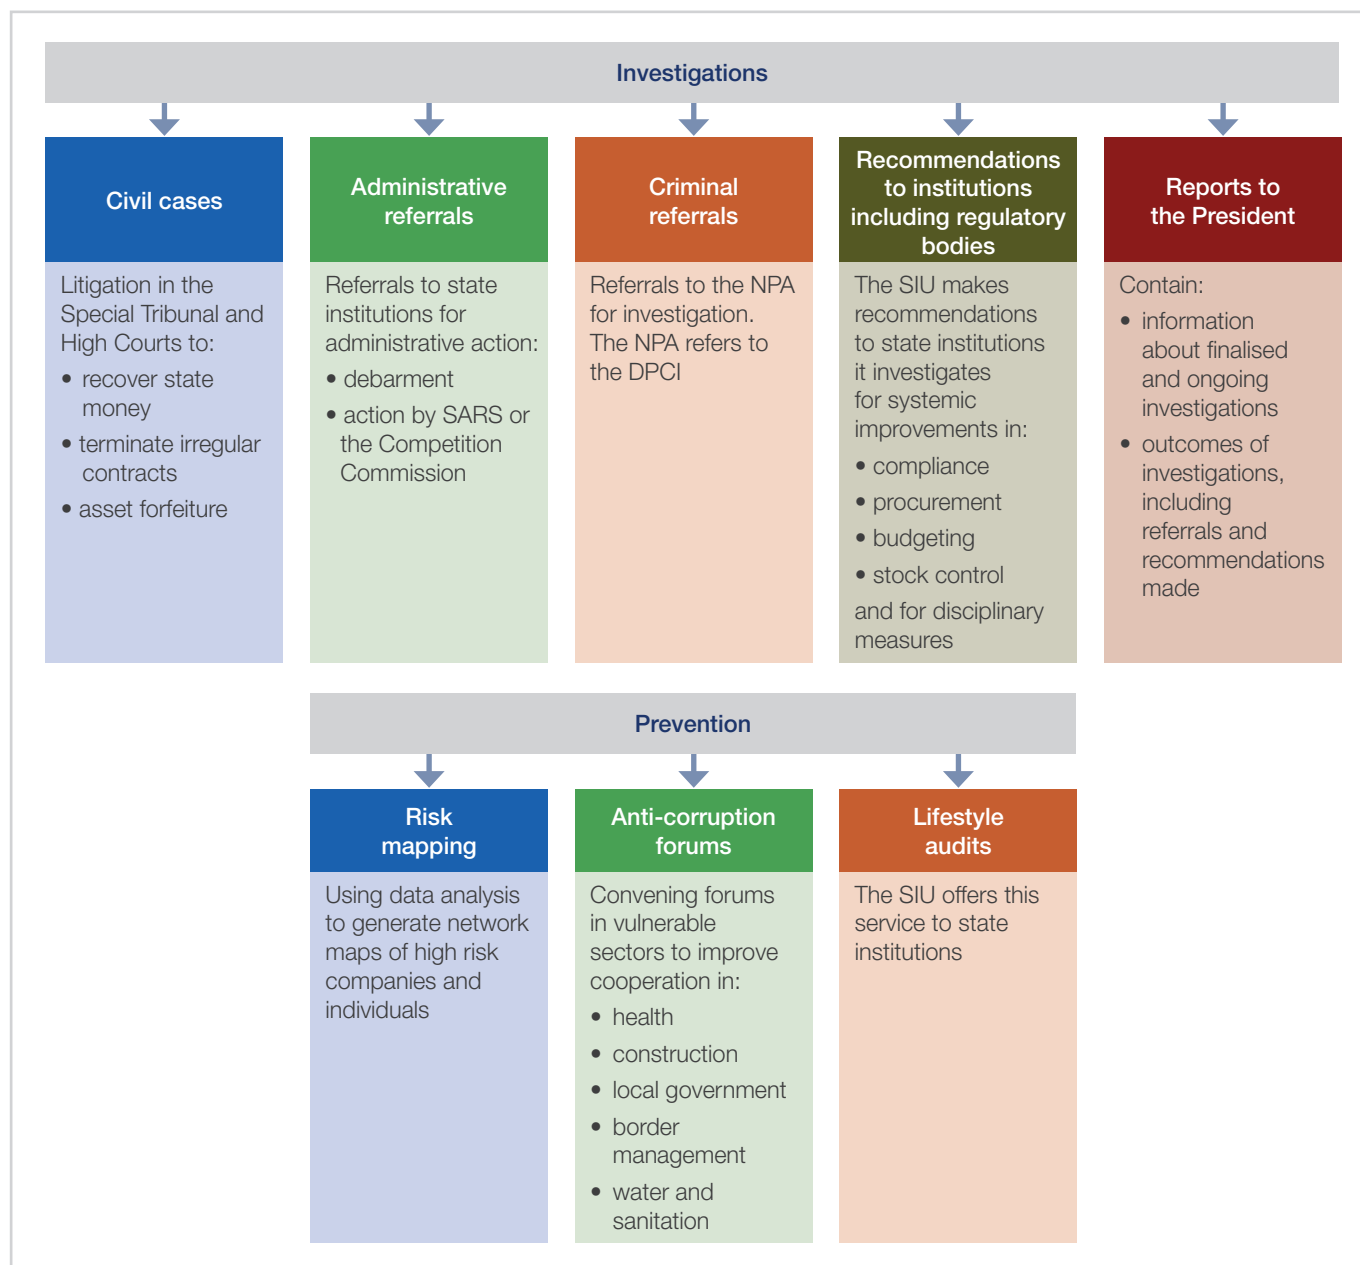 Investigations
Civil cases
Litigation in the
Special Tribunal and
High Courts to:
• recover state
money
• terminate irregular
contracts
• asset forfeiture
Administrative
referrals
Referrals to state
institutions for
administrative action:
• debarment
• action by SARS or
the Competition
Commission
Criminal
referrals
Referrals to the NPA
for investigation.
The NPA refers to
the DPCI
Recommendations
to institutions
including regulatory
bodies
The SIU makes
recommendations
to state institutions
it investigates
for systemic
improvements in:
• compliance
• procurement
• budgeting
• stock control
and for disciplinary
measures
Reports to
the President
Contain:
• information
about finalised
and ongoing
investigations
• outcomes of
investigations,
including
referrals and
recommendations
made
Prevention
Risk
mapping
Using data analysis
to generate network
maps of high risk
companies and
individuals
Anti-corruption
forums
Convening forums
in vulnerable
sectors to improve
cooperation in:
• health
• construction
• local government
• border
management
• water and
sanitation
Lifestyle
audits
The SIU offers this
service to state
institutions